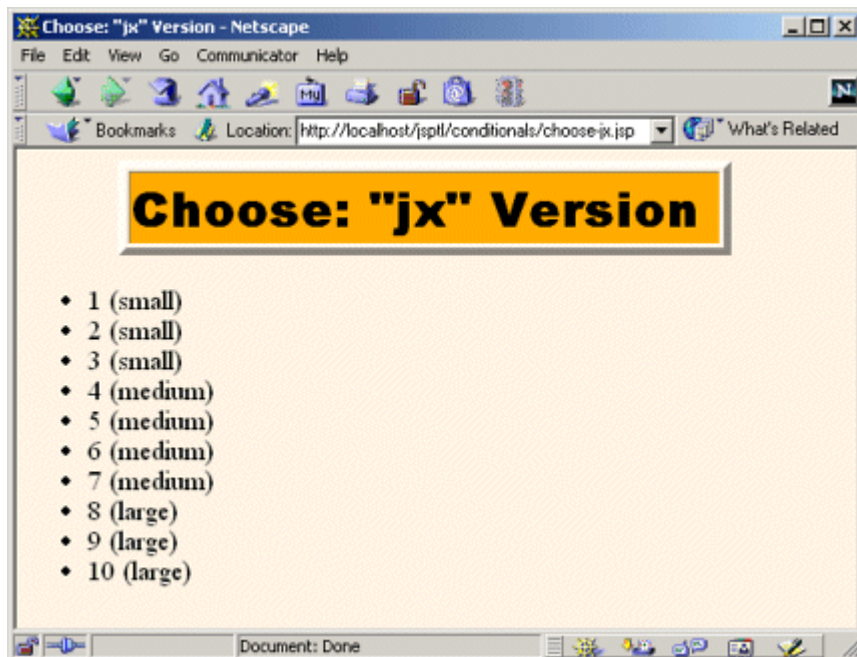 Choose: "jx" Version - Netscape
File Edit View Go Communicator Help
My
N
Bookmarks Location: http://localhost/jsptl/conditionals/choose-jx.jsp What's Related
Choose: "jx" Version
• 1 (small)
• 2 (small)
• 3 (small)
• 4 (medium)
• 5 (medium)
• 6 (medium)
• 7 (medium)
• 8 (large)
• 9 (large)
• 10 (large)
Document: Done